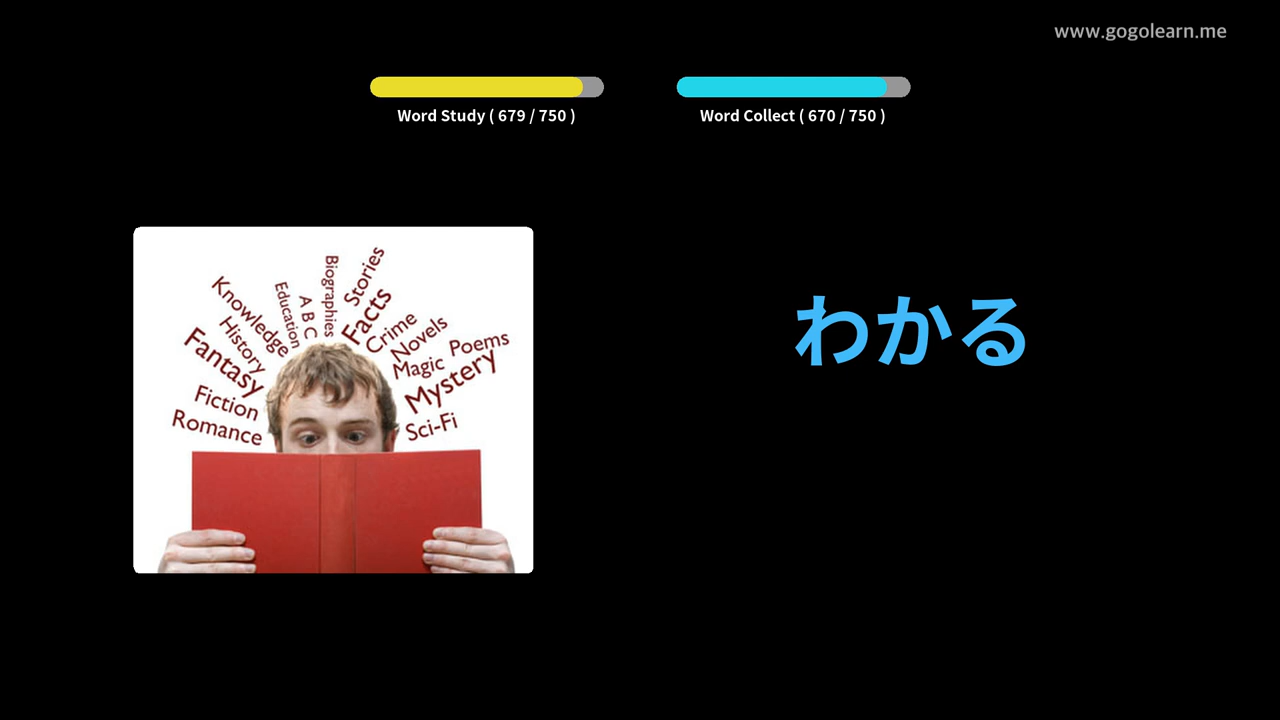 www.gogolearn.me
Word Study ( 679 / 750 )
Word Collect ( 670 / 750 )
Romance
Fiction
Fantasy
History
Knowledge
Education
A B C
Biographies
Stories
Facts
Crime
Novels
Magic
Poems
Mystery
Sci-Fi
わかる